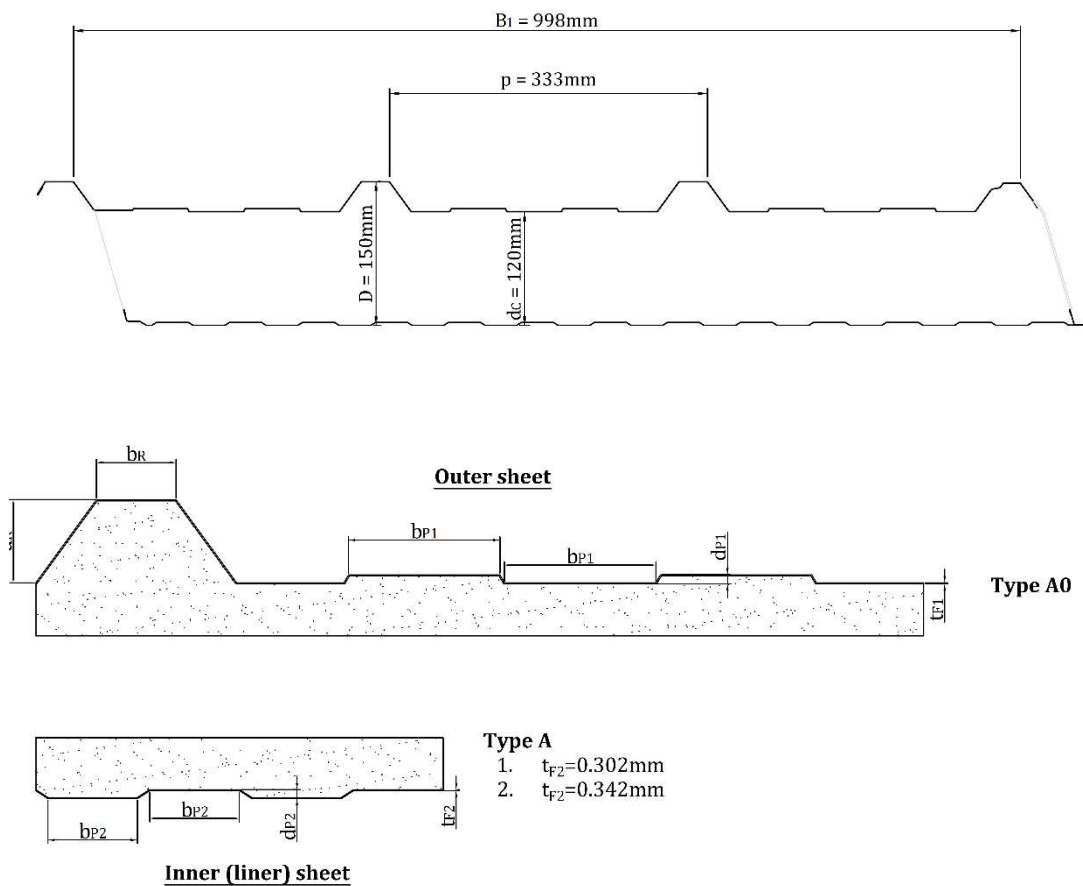 B1 = 998mm
p = 333mm
D = 150mm
dc = 120mm
bR
Outer sheet
bP1
bP1
dP1
tF1
Type A0
Type A
1. tF2=0.302mm
2. tF2=0.342mm
bP2
bP2
dP2
tF2
Inner (liner) sheet